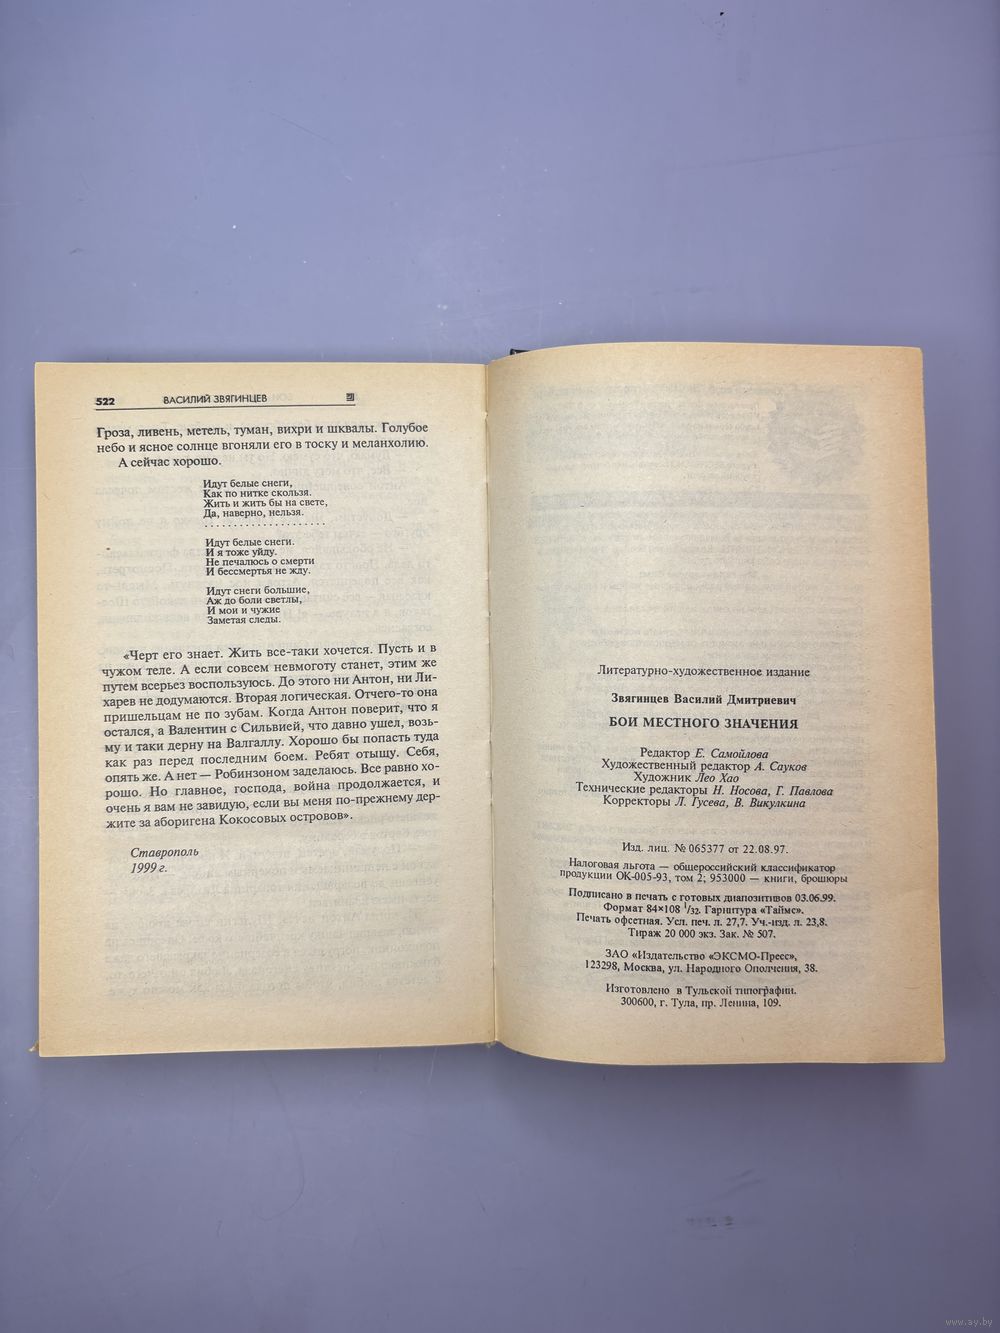 522 ВАСИЛИЙ ЗВЯГИНЦЕВ
Гроза, ливень, метель, туман, вихри и шквалы. Голубое
небо и ясное солнце вгоняли его в тоску и меланхолию.
А сейчас хорошо.
Идут белые снеги,
Как по нитке скользя.
Жить и жить бы на свете,
Да, наверно, нельзя.
. . . . . . . . . . . . . . . . . . . . .
Идут белые снеги.
И я тоже уйду.
Не печалюсь о смерти
И бессмертья не жду.
Идут снеги большие,
Аж до боли светлы,
И мои и чужие
Заметая следы.
«Черт его знает. Жить все-таки хочется. Пусть и в
чужом теле. А если совсем невмоготу станет, этим же
путем всерьез воспользуюсь. До этого ни Антон, ни Ли-
харев не додумаются. Вторая логическая. Отчего-то она
пришельцам не по зубам. Когда Антон поверит, что я
остался, а Валентин с Сильвией, что давно ушел, возь-
му и таки дерну на Валгаллу. Хорошо бы попасть туда
как раз перед последним боем. Ребят отыщу. Себя,
опять же. А нет — Робинзоном заделаюсь. Все равно хо-
рошо. Но главное, господа, война продолжается, и
очень я вам не завидую, если вы меня по-прежнему дер-
жите за аборигена Кокосовых островов».
Ставрополь
1999 г.
Литературно-художественное издание
Звягинцев Василий Дмитриевич
БОИ МЕСТНОГО ЗНАЧЕНИЯ
Редактор Е. Самойлова
Художественный редактор А. Сауков
Художник Лео Хао
Технические редакторы Н. Носова, Г. Павлова
Корректоры Л. Гусева, В. Викулкина
Изд. лиц. № 065377 от 22.08.97.
Налоговая льгота — общероссийский классификатор
продукции ОК-005-93, том 2; 953000 — книги, брошюры
Подписано в печать с готовых диапозитивов 03.06.99.
Формат 84×108 1/32. Гарнитура «Таймс».
Печать офсетная. Усл. печ. л. 27,7. Уч.-изд. л. 23,8.
Тираж 20 000 экз. Зак. № 507.
ЗАО «Издательство «ЭКСМО-Пресс»,
123298, Москва, ул. Народного Ополчения, 38.
Изготовлено в Тульской типографии.
300600, г. Тула, пр. Ленина, 109.
www.ay.by